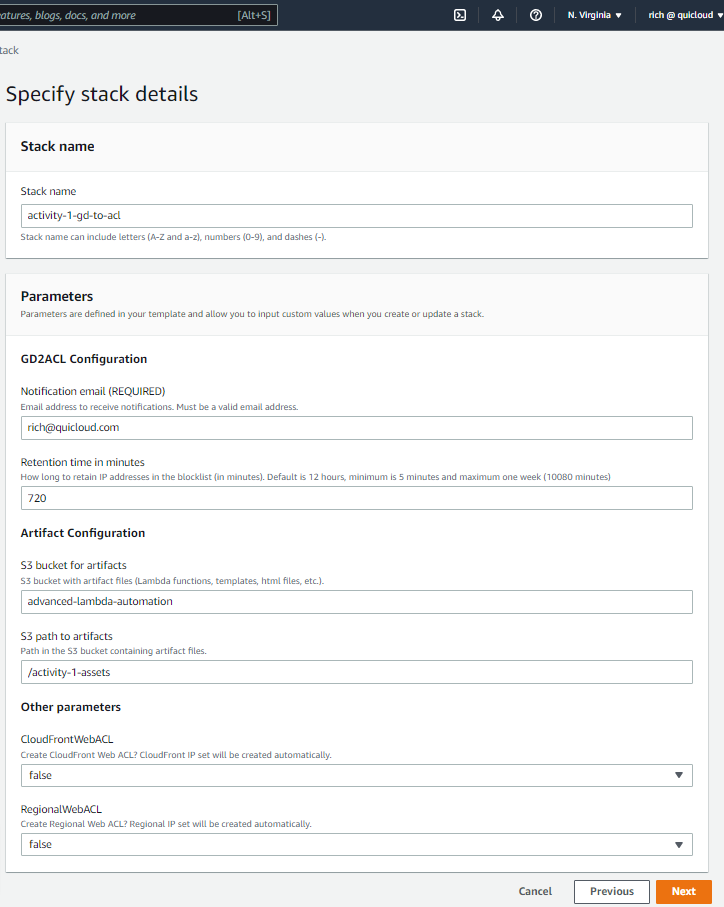 eatures, blogs, docs, and more [Alt+S] N. Virginia ▼ rich @ quicloud ▼
tack
Specify stack details
Stack name
Stack name
activity-1-gd-to-acl
Stack name can include letters (A-Z and a-z), numbers (0-9), and dashes (-).
Parameters
Parameters are defined in your template and allow you to input custom values when you create or update a stack.
GD2ACL Configuration
Notification email (REQUIRED)
Email address to receive notifications. Must be a valid email address.
rich@quicloud.com
Retention time in minutes
How long to retain IP addresses in the blocklist (in minutes). Default is 12 hours, minimum is 5 minutes and maximum one week (10080 minutes)
720
Artifact Configuration
S3 bucket for artifacts
S3 bucket with artifact files (Lambda functions, templates, html files, etc.).
advanced-lambda-automation
S3 path to artifacts
Path in the S3 bucket containing artifact files.
/activity-1-assets
Other parameters
CloudFrontWebACL
Create CloudFront Web ACL? CloudFront IP set will be created automatically.
false
RegionalWebACL
Create Regional Web ACL? Regional IP set will be created automatically.
false
Cancel Previous Next